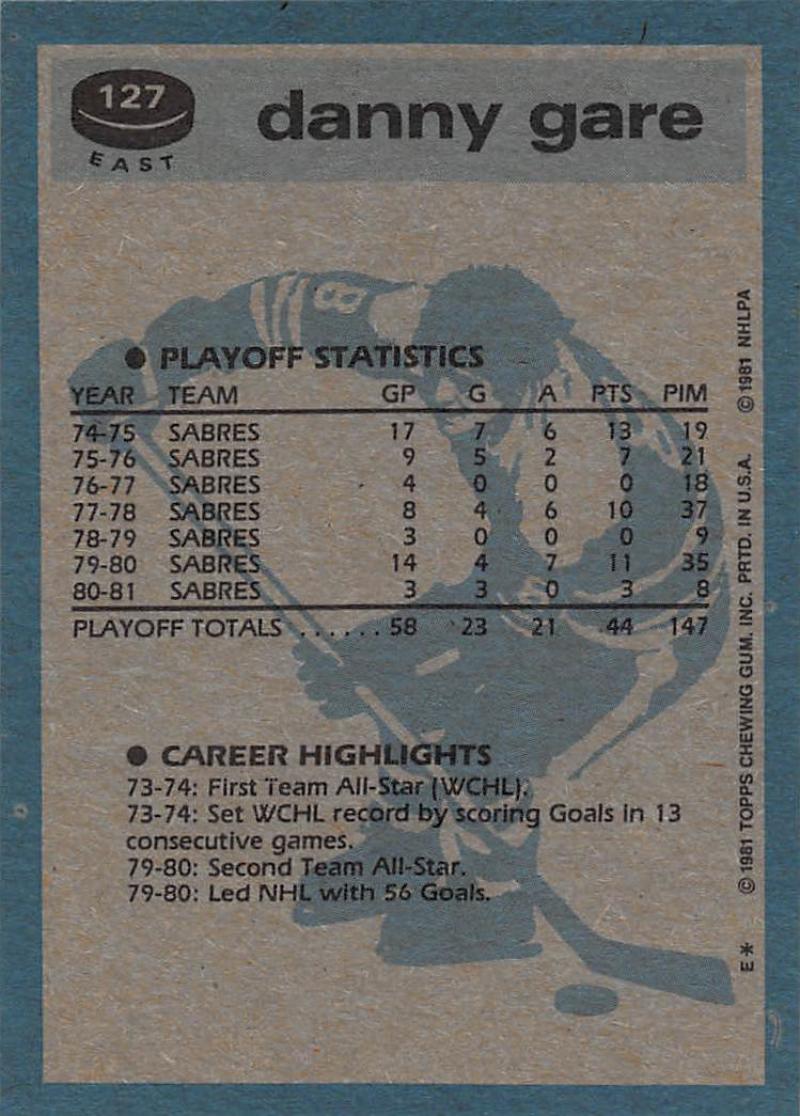 127
EAST
danny gare
● PLAYOFF STATISTICS
YEAR TEAM GP G A PTS PIM
74-75 SABRES 17 7 6 13 19
75-76 SABRES 9 5 2 7 21
76-77 SABRES 4 0 0 0 18
77-78 SABRES 8 4 6 10 37
78-79 SABRES 3 0 0 0 9
79-80 SABRES 14 4 7 11 35
80-81 SABRES 3 3 0 3 8
PLAYOFF TOTALS ...... 58 23 21 44 147
● CAREER HIGHLIGHTS
73-74: First Team All-Star (WCHL).
73-74: Set WCHL record by scoring Goals in 13
consecutive games.
79-80: Second Team All-Star.
79-80: Led NHL with 56 Goals.
E* © 1981 TOPPS CHEWING GUM. INC. PRTD. IN U.S.A. © 1981 NHLPA
8